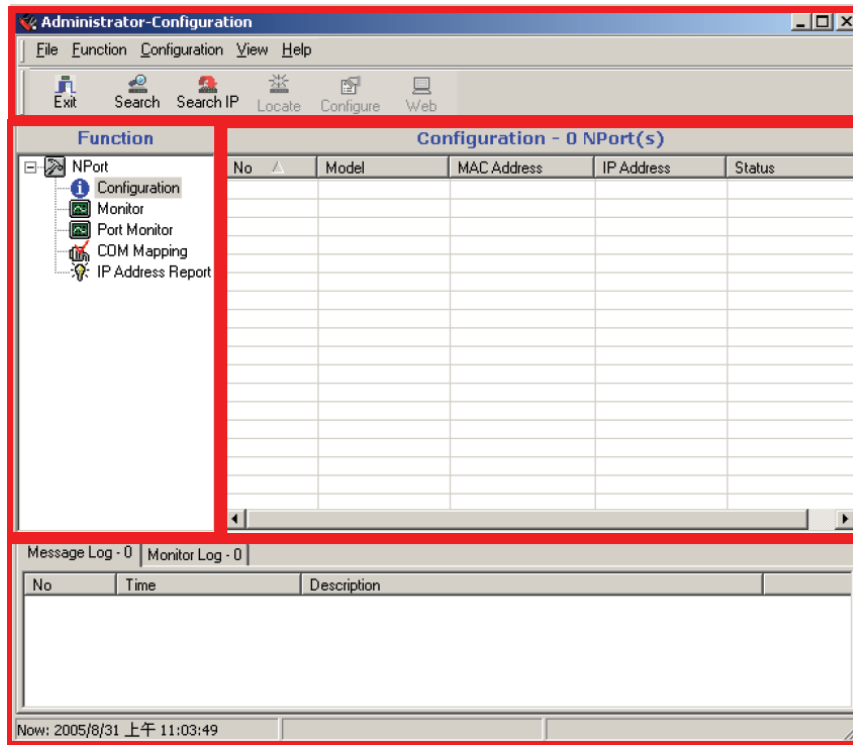 Administrator-Configuration
File Function Configuration View Help
Exit Search Search IP Locate Configure Web
Function
Configuration - 0 NPort(s)
NPort
Configuration
Monitor
Port Monitor
COM Mapping
IP Address Report
No Model MAC Address IP Address Status
Message Log - 0 Monitor Log - 0
No Time Description
Now: 2005/8/31 上午 11:03:49